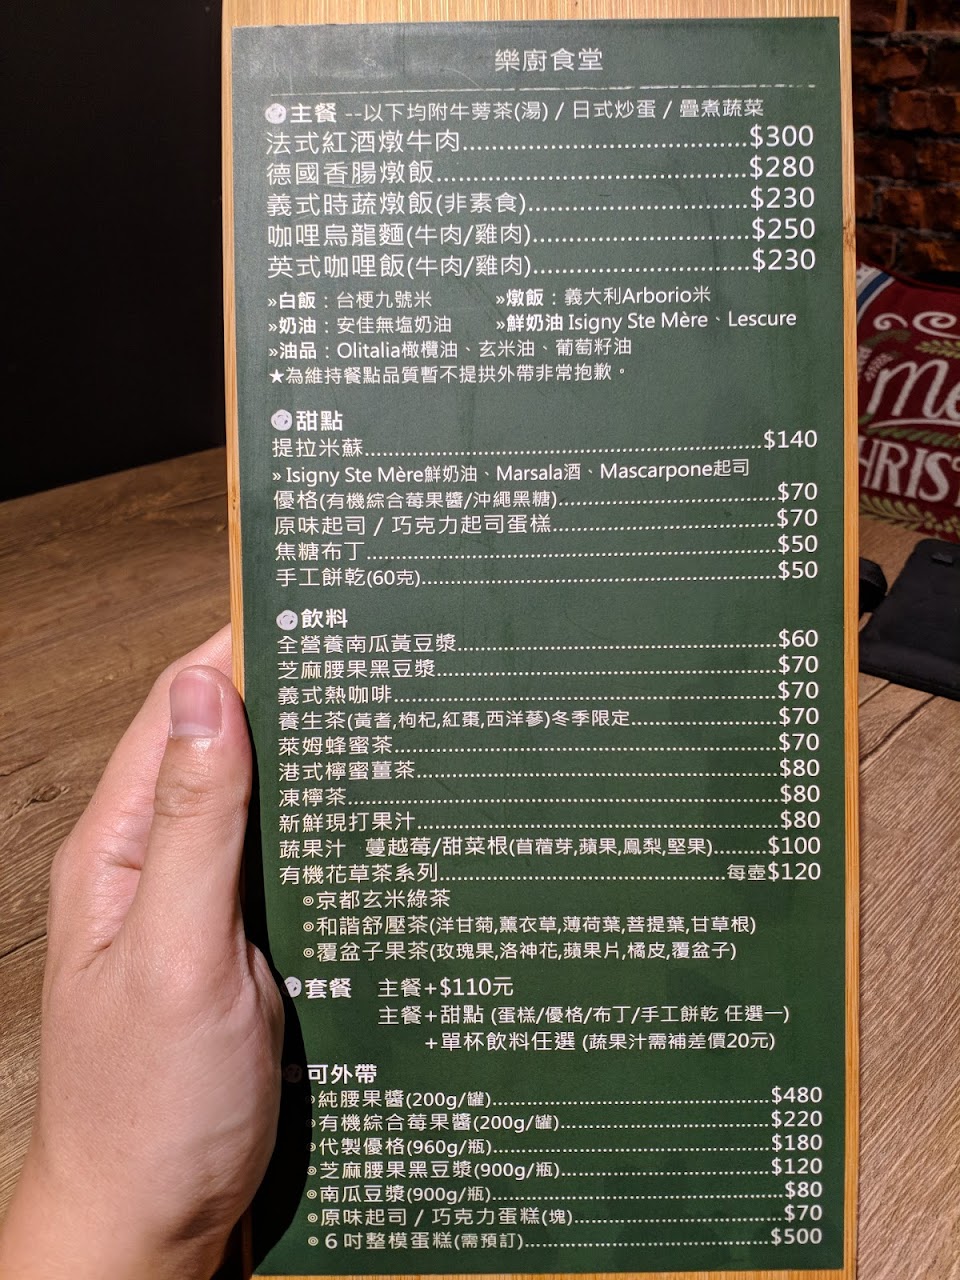 樂廚食堂
主餐 --以下均附牛蒡茶(湯) / 日式炒蛋 / 疊煮蔬菜
法式紅酒燉牛肉.....$300
德國香腸燉飯.....$280
義式時蔬燉飯(非素食).....$230
咖哩烏龍麵(牛肉/雞肉).....$250
英式咖哩飯(牛肉/雞肉).....$230
»白飯：台梗九號米 »燉飯：義大利Arborio米
»奶油：安佳無塩奶油 »鮮奶油 Isigny Ste Mère、Lescure
»油品：Olitalia橄欖油、玄米油、葡萄籽油
★為維持餐點品質暫不提拱外帶非常抱歉。
甜點
提拉米蘇.....$140
» Isigny Ste Mère鮮奶油、Marsala酒、Mascarpone起司
優格(有機綜合莓果醬/沖繩黑糖).....$70
原味起司 / 巧克力起司蛋糕.....$70
焦糖布丁.....$50
手工餅乾(60克).....$50
飲料
全營養南瓜黃豆漿.....$60
芝麻腰果黑豆漿.....$70
義式熱咖啡.....$70
養生茶(黃耆,枸杞,紅棗,西洋蔘)冬季限定.....$70
萊姆蜂蜜茶.....$70
港式檸蜜薑茶.....$80
凍檸茶.....$80
新鮮現打果汁.....$80
蔬果汁 蔓越莓/甜菜根(苜蓿芽,蘋果,鳳梨,堅果).....$100
有機花草茶系列.....每壺$120
⊚京都玄米綠茶
⊚和諧舒壓茶(洋甘菊,薰衣草,薄荷葉,菩提葉,甘草根)
⊚覆盆子果茶(玫瑰果,洛神花,蘋果片,橘皮,覆盆子)
套餐 主餐+$110元
主餐+甜點 (蛋糕/優格/布丁/手工餅乾 任選一)
+單杯飲料任選 (蔬果汁需補差價20元)
可外帶
⊚純腰果醬(200g/罐).....$480
⊚有機綜合莓果醬(200g/罐).....$220
⊚代製優格(960g/瓶).....$180
⊚芝麻腰果黑豆漿(900g/瓶).....$120
⊚南瓜豆漿(900g/瓶).....$80
⊚原味起司 / 巧克力蛋糕(塊).....$70
⊚6吋整模蛋糕(需預訂).....$500